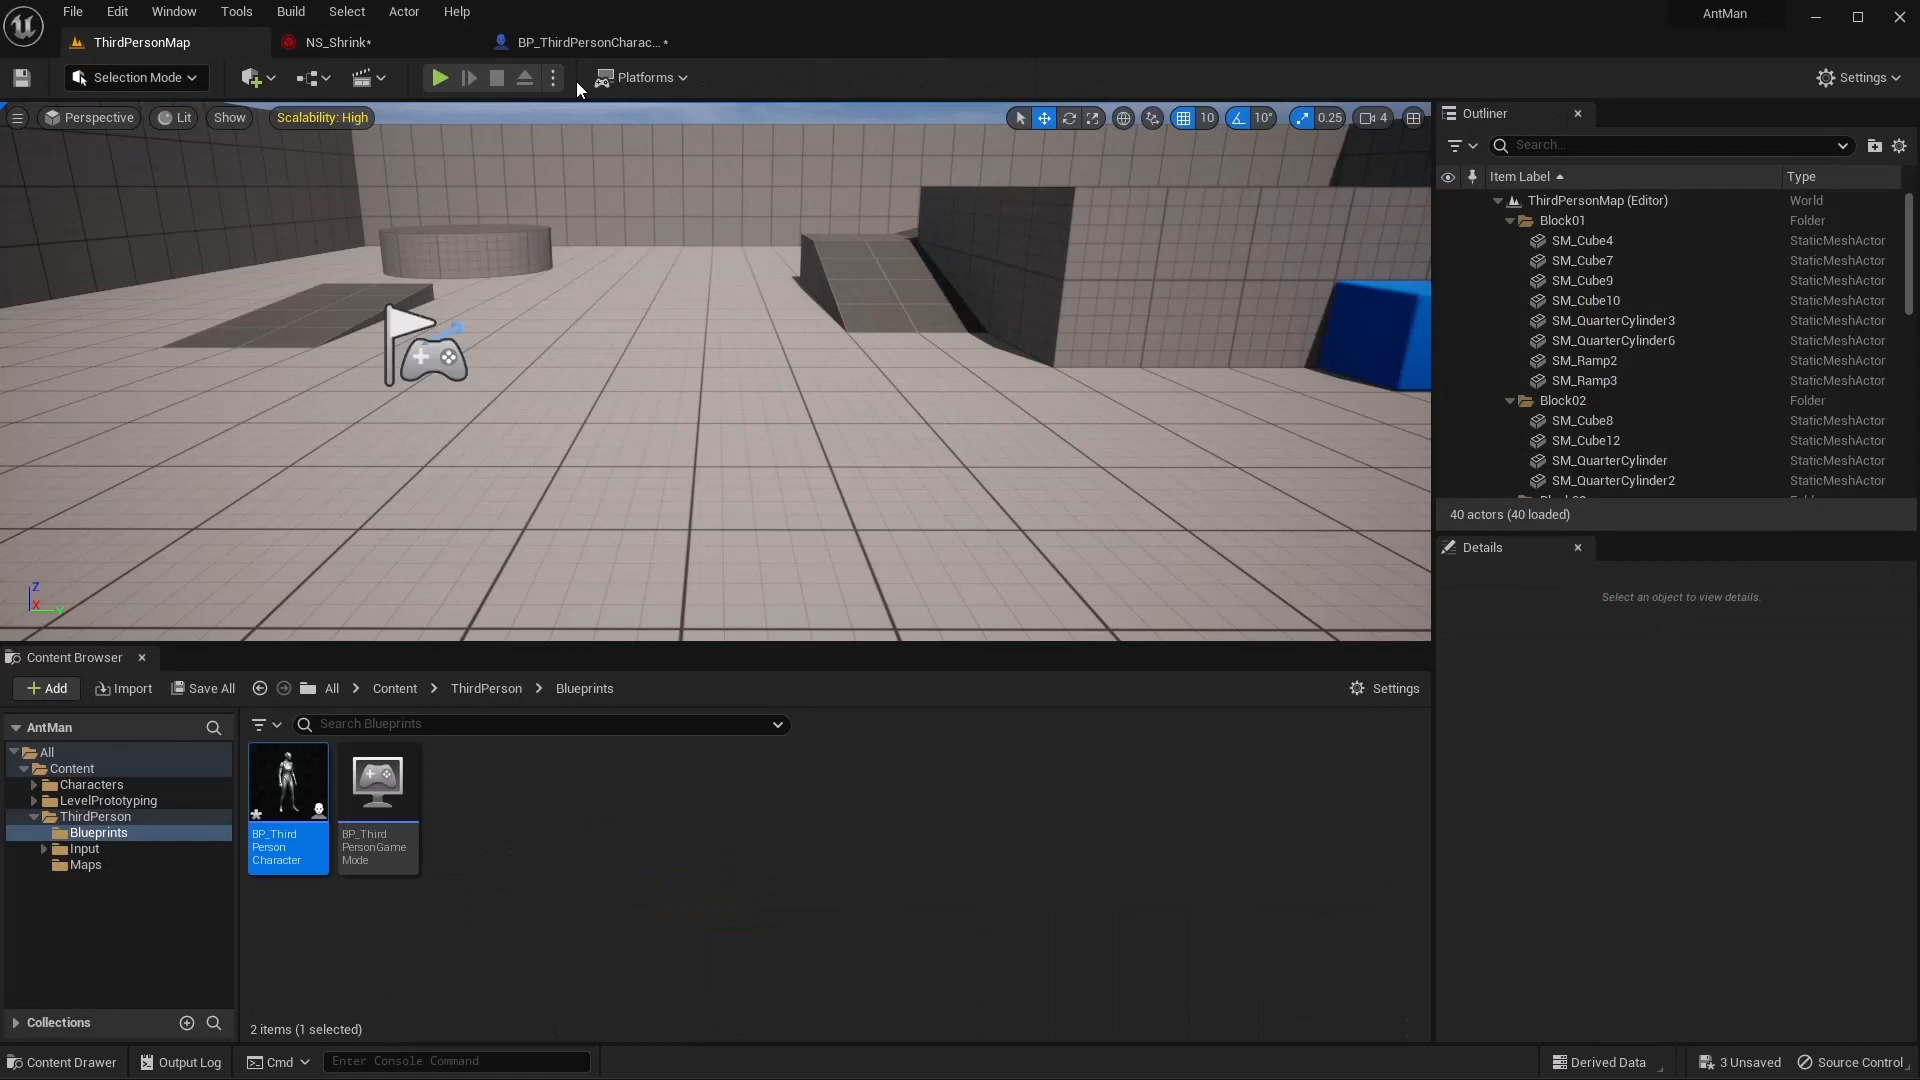 File Edit Window Tools Build Select Actor Help AntMan
ThirdPersonMap NS_Shrink* BP_ThirdPersonCharac... *
Selection Mode Platforms Settings
Perspective Lit Show Scalability: High 10 10° 0.25 4
Z
X
Y
Outliner
Search...
Item Label Type
ThirdPersonMap (Editor) World
Block01 Folder
SM_Cube4 StaticMeshActor
SM_Cube7 StaticMeshActor
SM_Cube9 StaticMeshActor
SM_Cube10 StaticMeshActor
SM_QuarterCylinder3 StaticMeshActor
SM_QuarterCylinder6 StaticMeshActor
SM_Ramp2 StaticMeshActor
SM_Ramp3 StaticMeshActor
Block02 Folder
SM_Cube8 StaticMeshActor
SM_Cube12 StaticMeshActor
SM_QuarterCylinder StaticMeshActor
SM_QuarterCylinder2 StaticMeshActor
40 actors (40 loaded)
Details
Select an object to view details.
Content Browser
Add Import Save All All Content ThirdPerson Blueprints Settings
AntMan
All
Content
Characters
LevelPrototyping
ThirdPerson
Blueprints
Input
Maps
Collections
Search Blueprints
BP_Third
Person
Character
BP_Third
PersonGame
Mode
2 items (1 selected)
Content Drawer Output Log Cmd Enter Console Command Derived Data 3 Unsaved Source Control